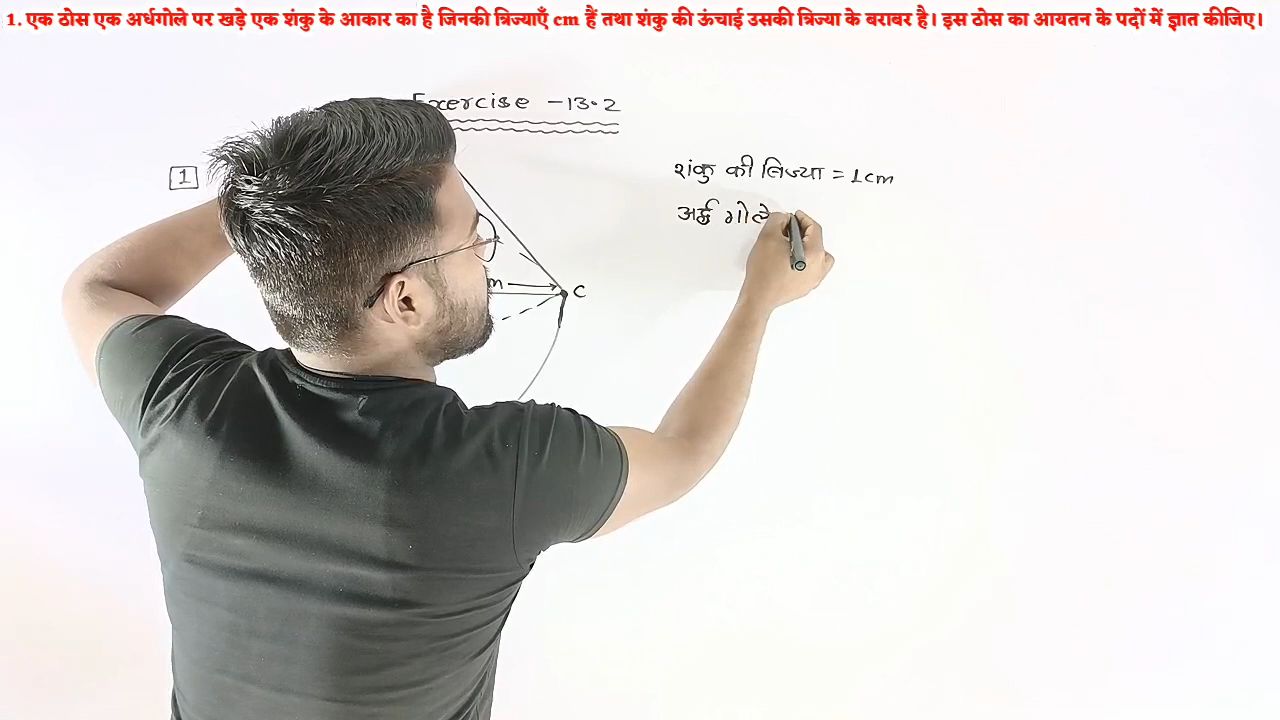 1. एक ठोस एक अर्धगोले पर खड़े एक शंकु के आकार का है जिनकी त्रिज्याएँ cm हैं तथा शंकु की ऊंचाई उसकी त्रिज्या के बराबर है। इस ठोस का आयतन के पदों में ज्ञात कीजिए।
Exercise - 13.2
1
शंकु की त्रिज्या = 1cm
अर्द्ध गोले
m
C